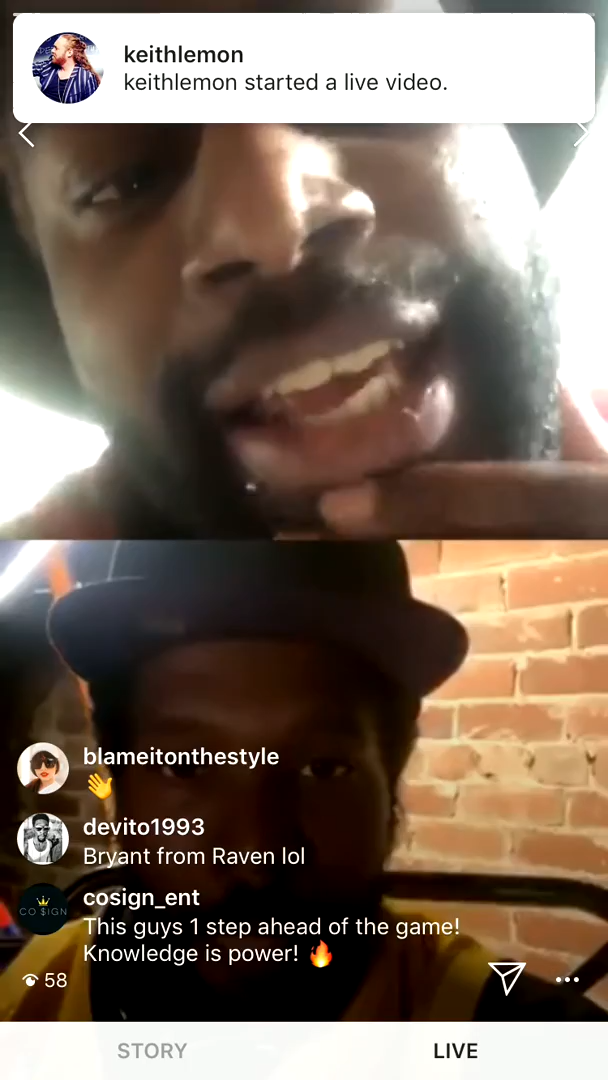 keithlemon
keithlemon started a live video.
blameitonthestyle
👋
devito1993
Bryant from Raven lol
CO $IGN
cosign_ent
This guys 1 step ahead of the game!
Knowledge is power! 🔥
58
STORY
LIVE